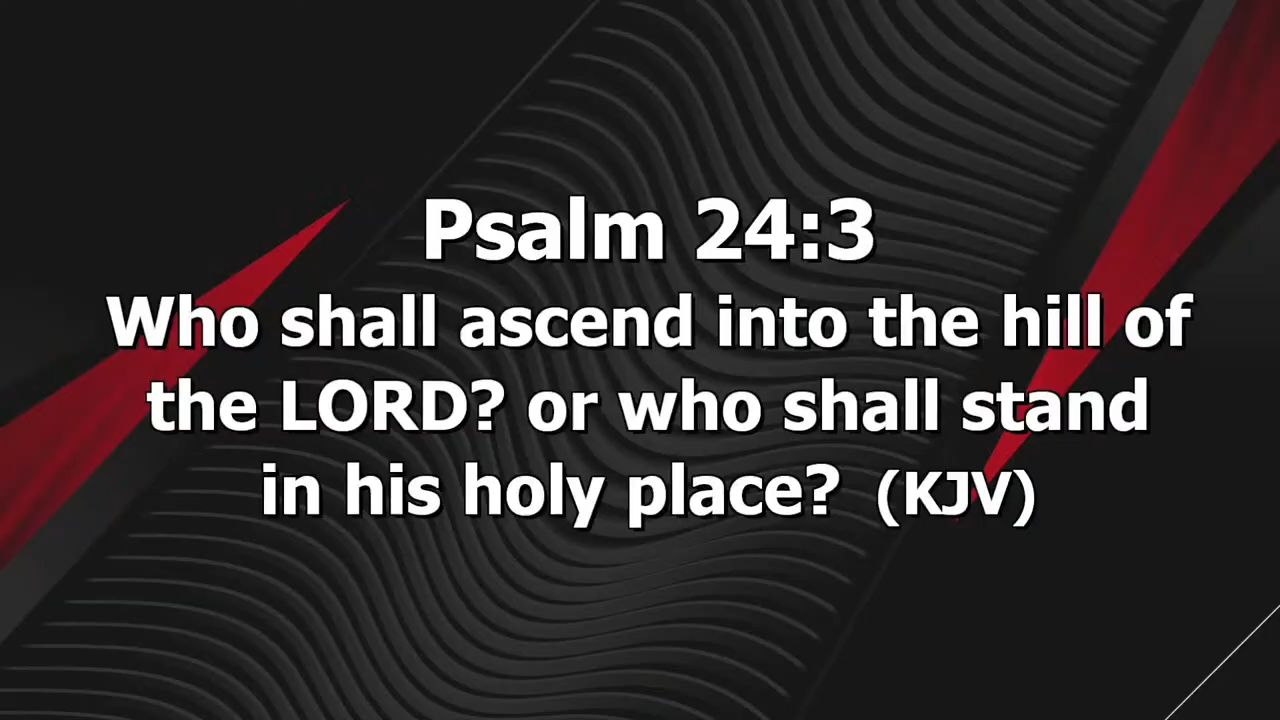 Psalm 24:3
Who shall ascend into the hill of
the LORD? or who shall stand
in his holy place? (KJV)